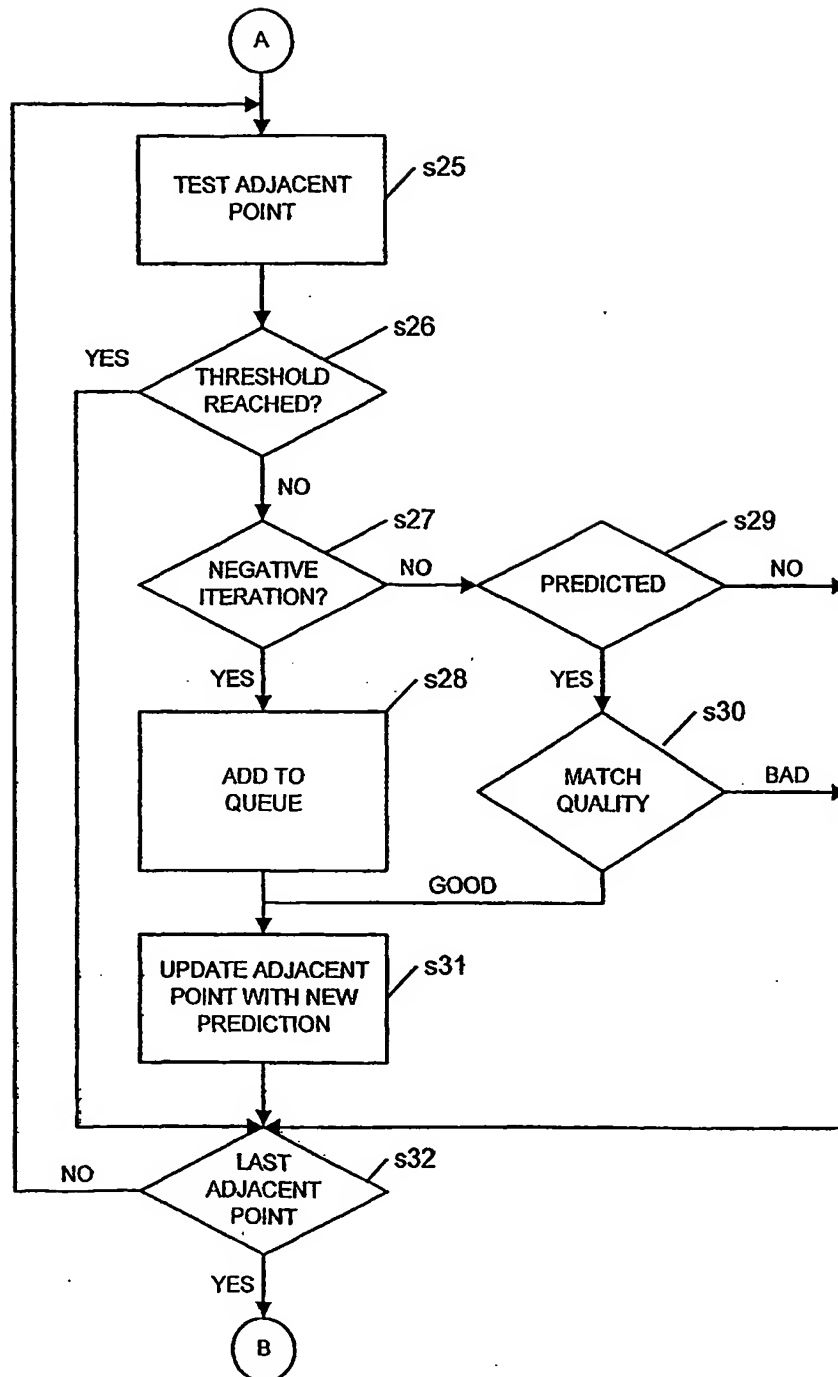 A
TEST ADJACENT
POINT
s25
s26
YES
THRESHOLD
REACHED?
NO
s27
NEGATIVE
ITERATION?
NO
s29
PREDICTED
NO
YES
s28
ADD TO
QUEUE
YES
s30
MATCH
QUALITY
BAD
GOOD
UPDATE ADJACENT
POINT WITH NEW
PREDICTION
s31
LAST
ADJACENT
POINT
s32
NO
YES
B